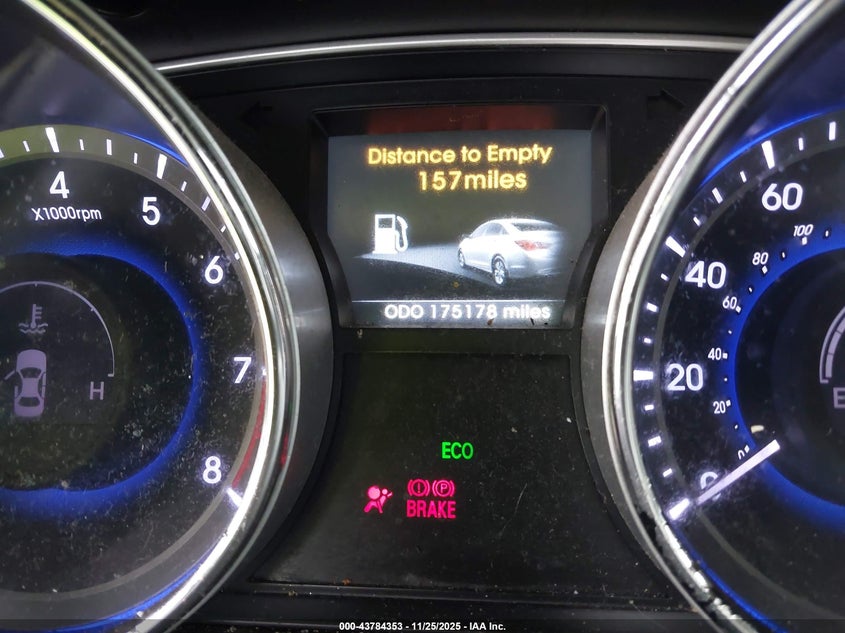 Distance to Empty
157miles
ODO 175178 miles
4
5
X1000rpm
6
7
8
H
ECO
BRAKE
P
60
40
20
0
100
80
60
40
20
0
E
000-43784353 — 11/25/2025 — IAA Inc.